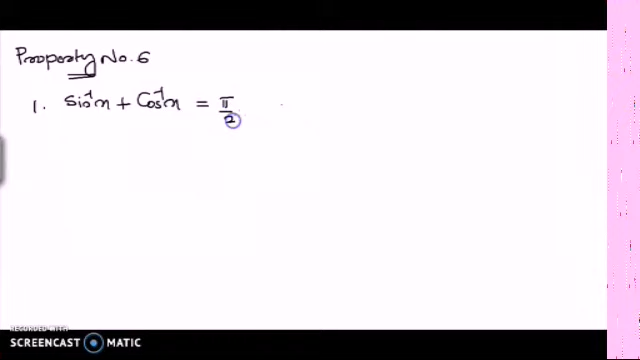 Property No. 6
1. Sin⁻¹x + Cos⁻¹x = π/2
RECORDED WITH
SCREENCAST MATIC